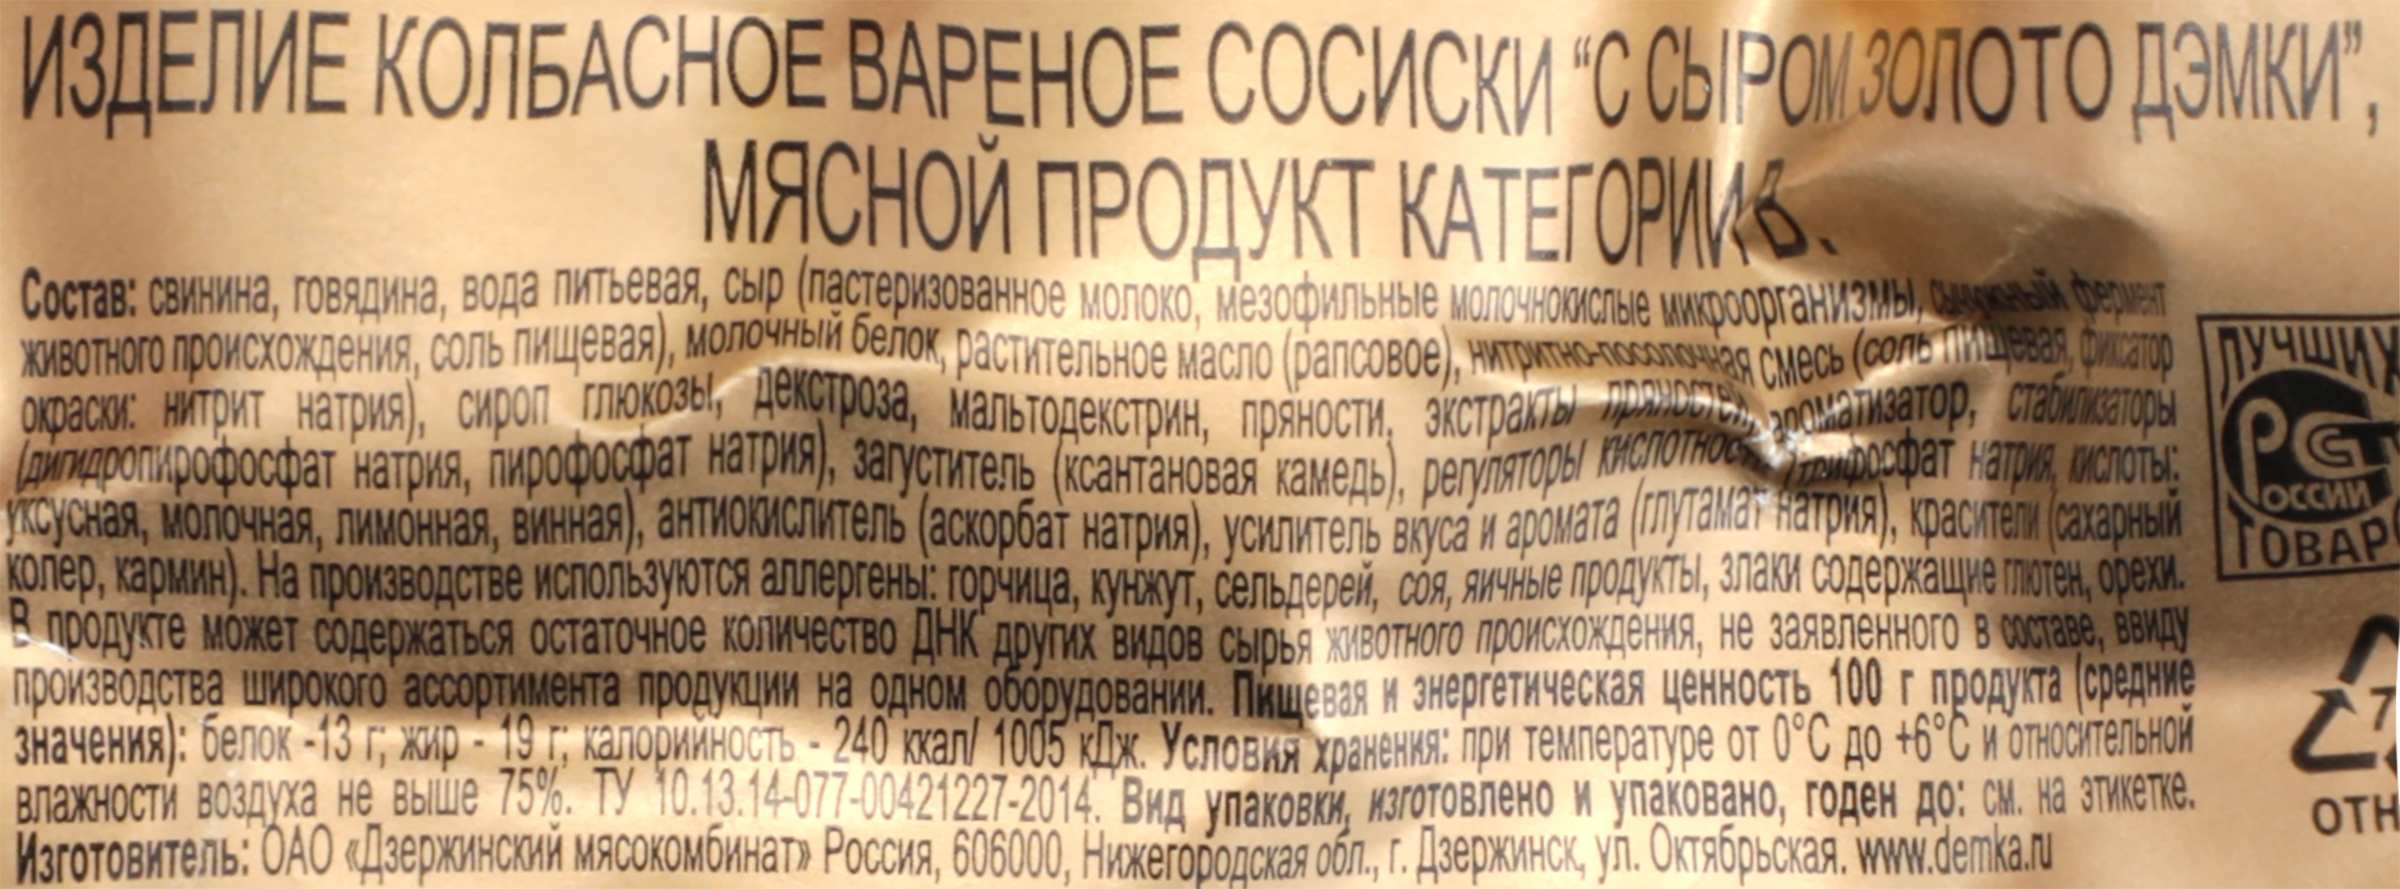 ИЗДЕЛИЕ КОЛБАСНОЕ ВАРЕНОЕ СОСИСКИ “С СЫРОМ ЗОЛОТО ДЭМКИ”,
МЯСНОЙ ПРОДУКТ КАТЕГОРИИ В.
Состав: свинина, говядина, вода питьевая, сыр (пастеризованное молоко, мезофильные молочнокислые микроорганизмы, сычужный фермент
животного происхождения, соль пищевая), молочный белок, растительное масло (рапсовое), нитритно-посолочная смесь (соль пищевая, фиксатор
окраски: нитрит натрия), сироп глюкозы, декстроза, мальтодекстрин, пряности, экстракты пряностей, ароматизатор, стабилизаторы
(дигидропирофосфат натрия, пирофосфат натрия), загуститель (ксантановая камедь), регуляторы кислотности (трифосфат натрия, кислоты:
уксусная, молочная, лимонная, винная), антиокислитель (аскорбат натрия), усилитель вкуса и аромата (глутамат натрия), красители (сахарный
колер, кармин). На производстве используются аллергены: горчица, кунжут, сельдерей, соя, яичные продукты, злаки содержащие глютен, орехи.
В продукте может содержаться остаточное количество ДНК других видов сырья животного происхождения, не заявленного в составе, ввиду
производства широкого ассортимента продукции на одном оборудовании. Пищевая и энергетическая ценность 100 г продукта (средние
значения): белок -13 г; жир - 19 г; калорийность - 240 ккал/ 1005 кДж. Условия хранения: при температуре от 0°С до +6°С и относительной
влажности воздуха не выше 75%. ТУ 10.13.14-077-00421227-2014. Вид упаковки, изготовлено и упаковано, годен до: см. на этикетке.
Изготовитель: ОАО «Дзержинский мясокомбинат» Россия, 606000, Нижегородская обл., г. Дзержинск, ул. Октябрьская. www.demka.ru
ЛУЧШИХ
РСТ
РОССИИ
ТОВАР
7
ОТН